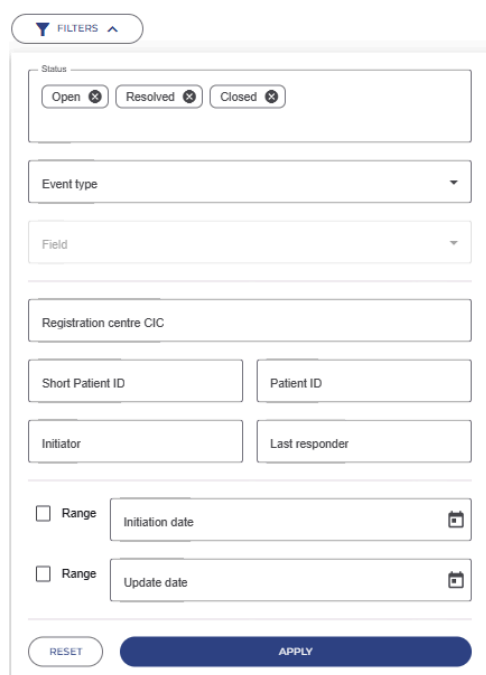 FILTERS
Status
Open Resolved Closed
Event type
Field
Registration centre CIC
Short Patient ID Patient ID
Initiator Last responder
Range Initiation date
Range Update date
RESET APPLY